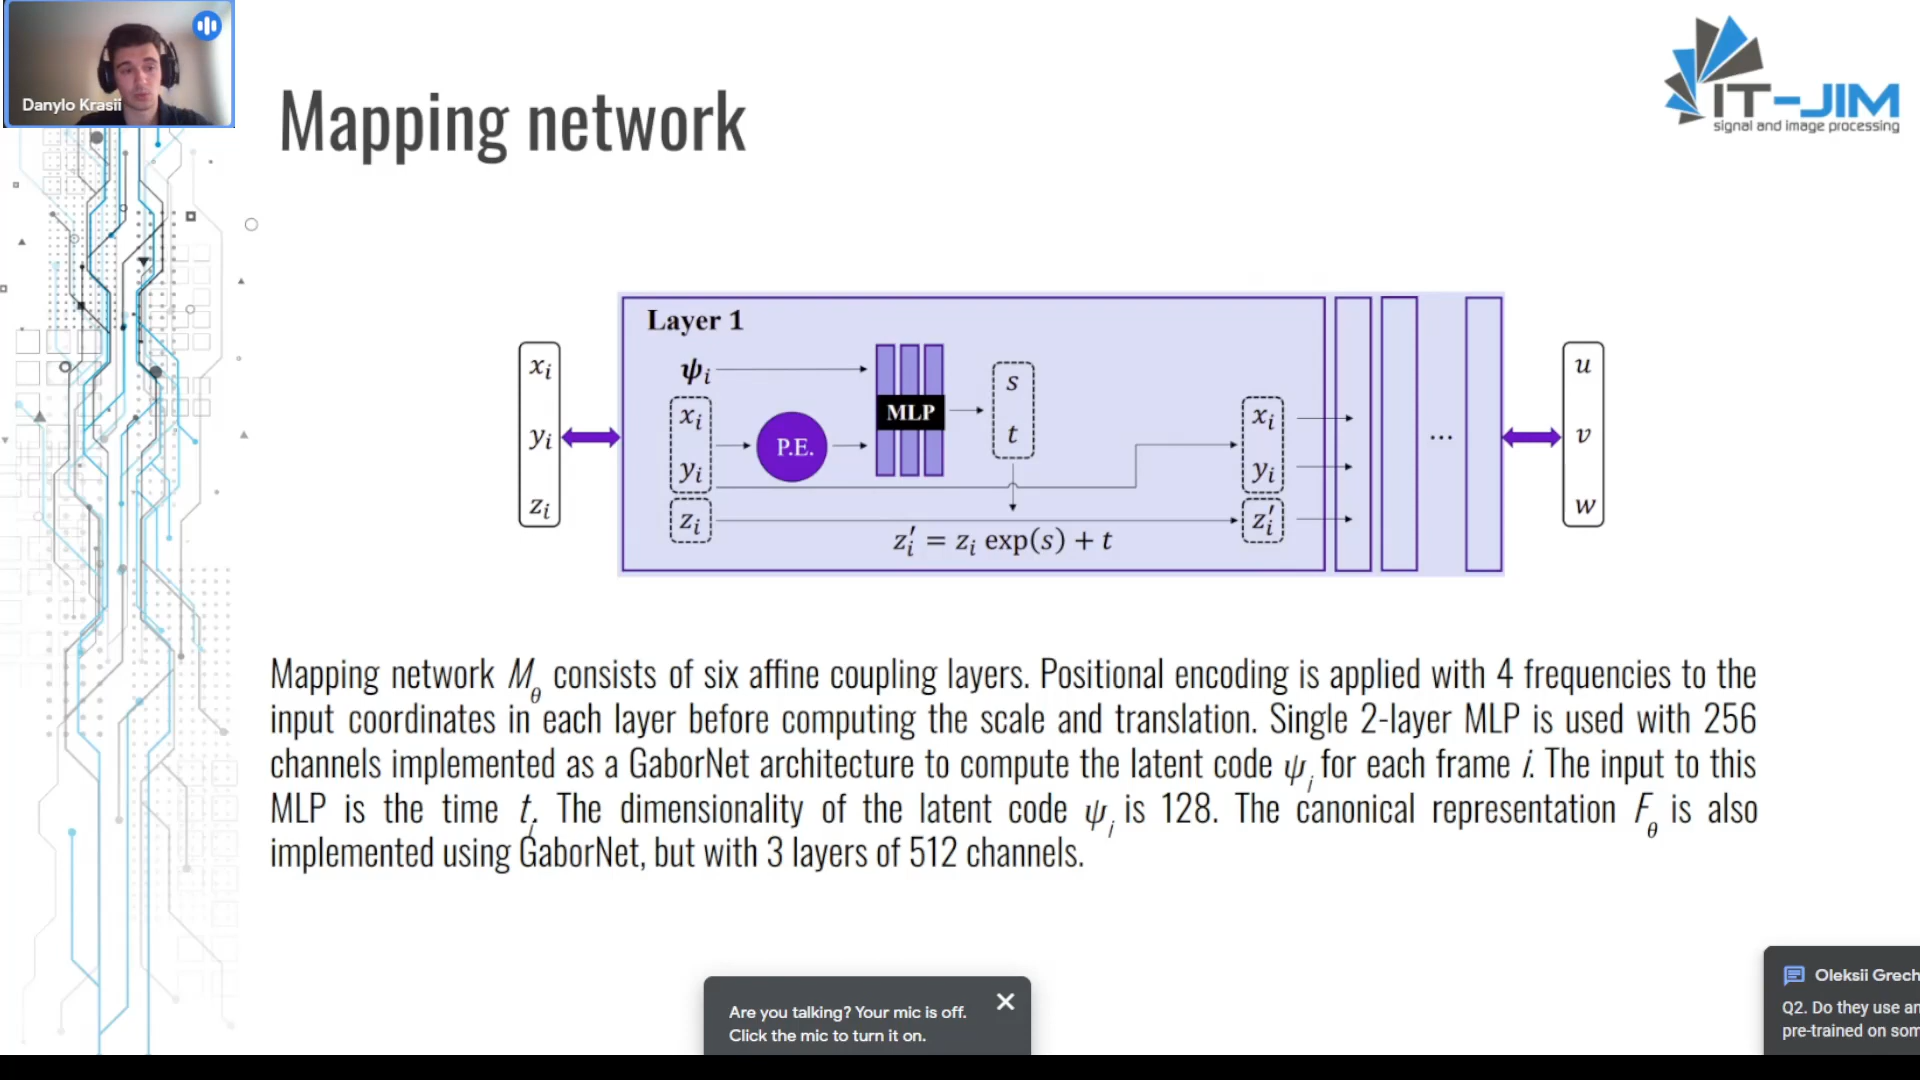 Danylo Krasii
Mapping network
IT-JIM
signal and image processing
Layer 1
ψi
xi
yi
zi
P.E.
MLP
s
t
z′i = zi exp(s) + t
xi
yi
z′i
xi
yi
zi
...
u
v
w
Mapping network Mθ consists of six affine coupling layers. Positional encoding is applied with 4 frequencies to the
input coordinates in each layer before computing the scale and translation. Single 2-layer MLP is used with 256
channels implemented as a GaborNet architecture to compute the latent code ψi for each frame i. The input to this
MLP is the time ti. The dimensionality of the latent code ψi is 128. The canonical representation Fθ is also
implemented using GaborNet, but with 3 layers of 512 channels.
Are you talking? Your mic is off.
Click the mic to turn it on.
Oleksii Grech
Q2. Do they use an
pre-trained on som